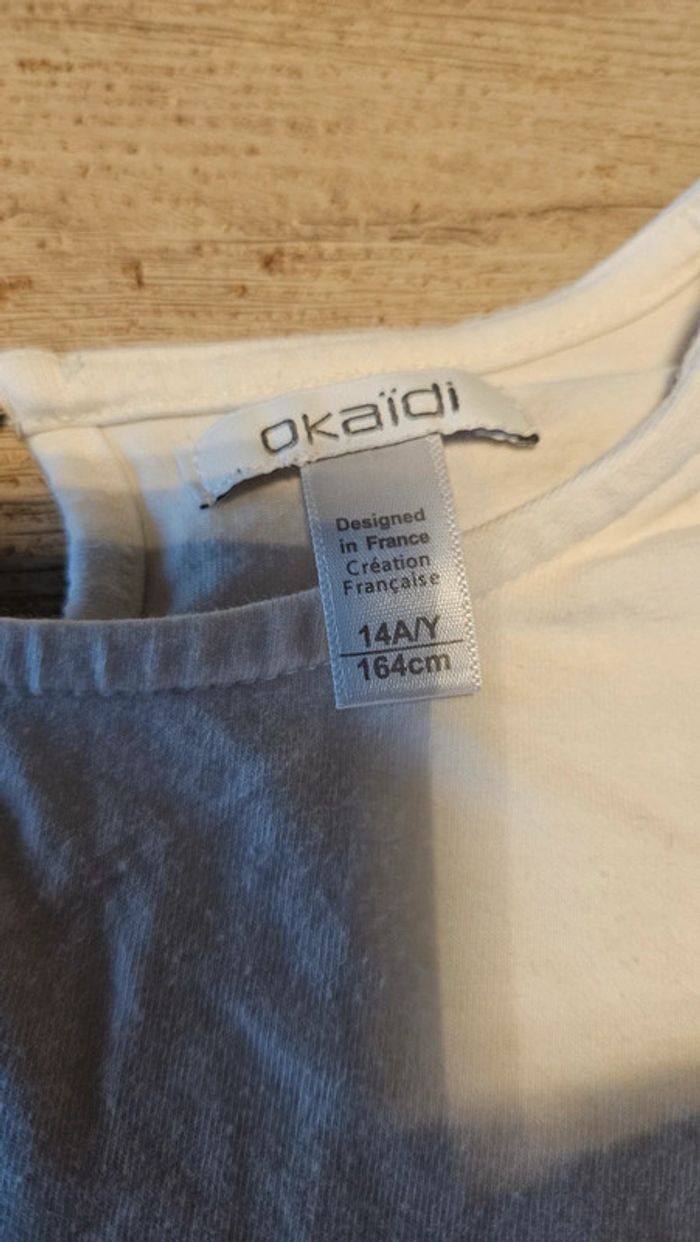 okaïdi
Designed
in France
Création
Française
14A/Y
164cm